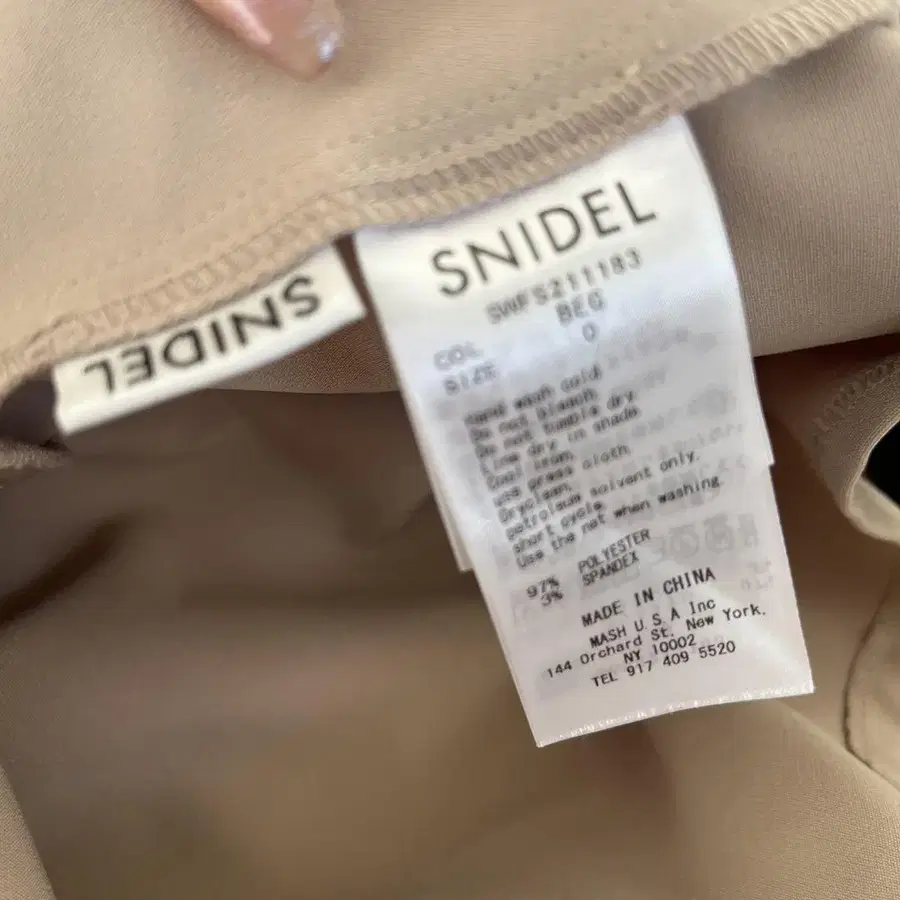 SNIDEL
SNIDEL
SWFS211183
COL BEG
SIZE 0
Hand wash cold
Do not bleach
Do not tumble dry.
Line dry in shade.
Cool iron.
use press cloth.
Dryclean.
petroleum solvent only.
short cycle
Use the net when washing.
97% POLYESTER
3% SPANDEX
MADE IN CHINA
MASH U S A Inc
144 Orchard St. New York.
NY 10002
TEL 917 409 5520